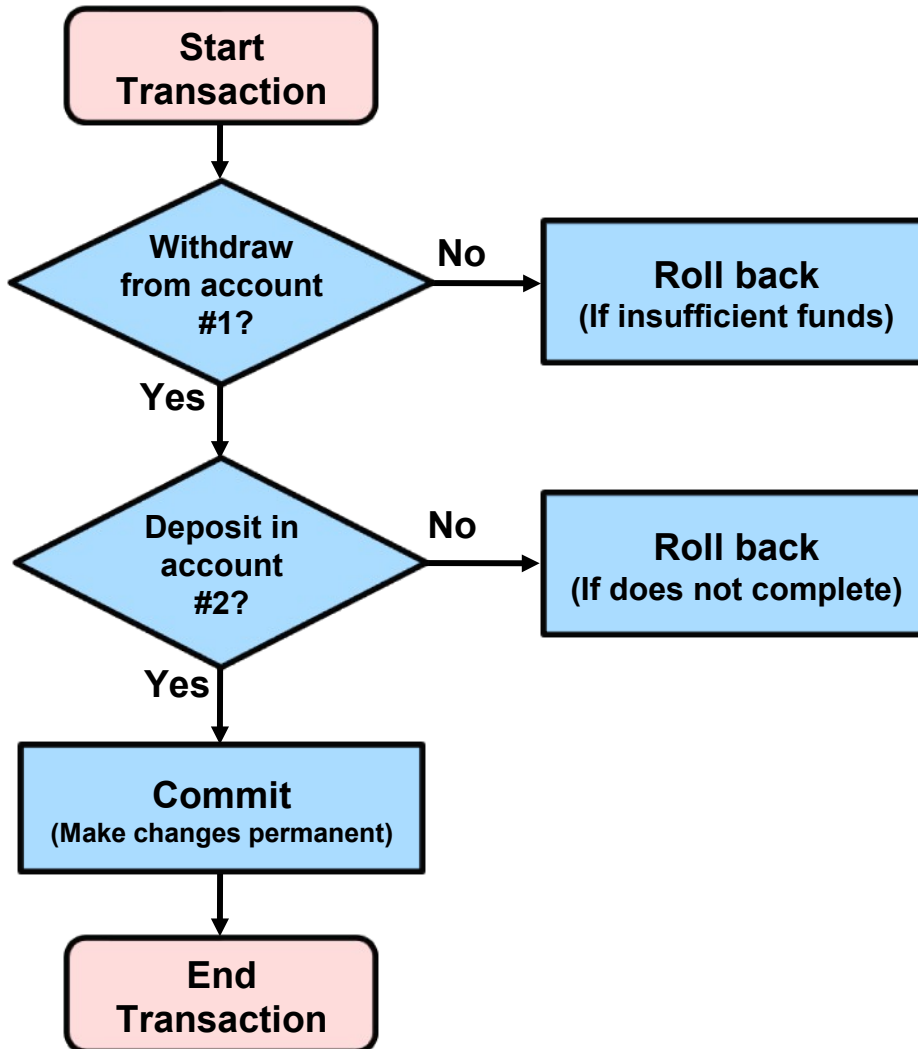 Start
Transaction
Withdraw
from account
#1?
No
Roll back
(If insufficient funds)
Yes
Deposit in
account
#2?
No
Roll back
(If does not complete)
Yes
Commit
(Make changes permanent)
End
Transaction